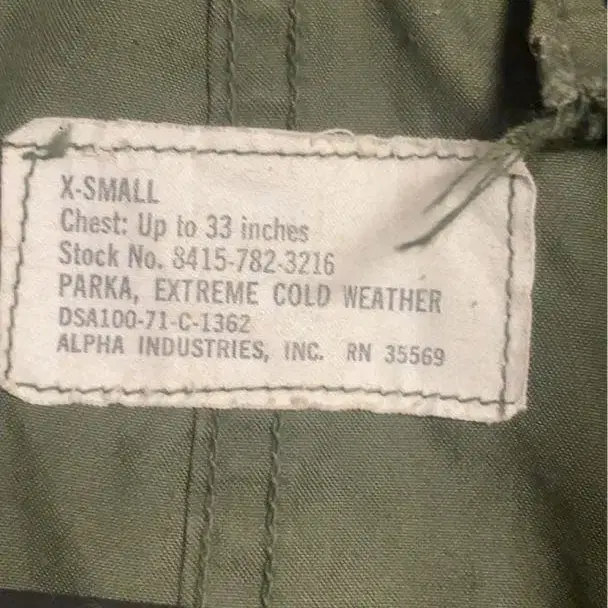 X-SMALL
Chest: Up to 33 inches
Stock No. 8415-782-3216
PARKA, EXTREME COLD WEATHER
DSA100-71-C-1362
ALPHA INDUSTRIES, INC. RN 35569